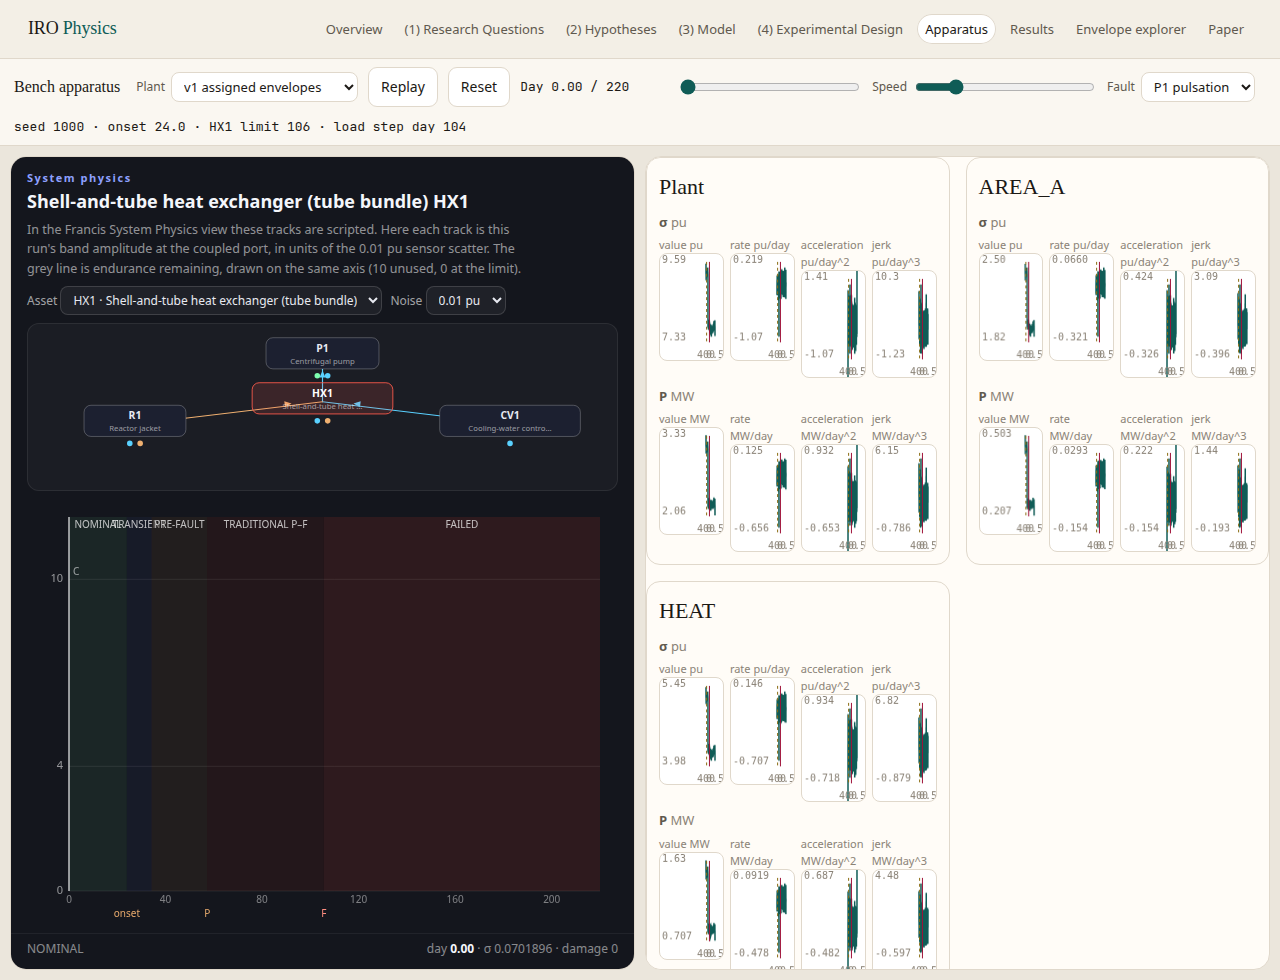 IRO Physics
Overview (1) Research Questions (2) Hypotheses (3) Model (4) Experimental Design Apparatus Results Envelope explorer Paper
Bench apparatus Plant v1 assigned envelopes Replay Reset Day 0.00 / 220 Speed Fault P1 pulsation
seed 1000 · onset 24.0 · HX1 limit 106 · load step day 104
System physics
Shell-and-tube heat exchanger (tube bundle) HX1
In the Francis System Physics view these tracks are scripted. Here each track is this
run's band amplitude at the coupled port, in units of the 0.01 pu sensor scatter. The
grey line is endurance remaining, drawn on the same axis (10 unused, 0 at the limit).
Asset HX1 · Shell-and-tube heat exchanger (tube bundle) Noise 0.01 pu
P1
Centrifugal pump
HX1
Shell-and-tube heat ...
R1
Reactor jacket
CV1
Cooling-water contro...
NOMINAL TRANSIENT PRE-FAULT TRADITIONAL P–F FAILED
C
10
4
0
0 40 80 120 160 200
onset P F
NOMINAL day 0.00 · σ 0.0701896 · damage 0
Plant
σ pu
value pu rate pu/day acceleration pu/day^2 jerk pu/day^3
9.59 0.219 1.41 10.3
7.33 -1.07 -1.07 -1.23
P MW
value MW rate MW/day acceleration MW/day^2 jerk MW/day^3
3.33 0.125 0.932 6.15
2.06 -0.656 -0.653 -0.786
AREA_A
σ pu
value pu rate pu/day acceleration pu/day^2 jerk pu/day^3
2.50 0.0660 0.424 3.09
1.82 -0.321 -0.326 -0.396
P MW
value MW rate MW/day acceleration MW/day^2 jerk MW/day^3
0.503 0.0293 0.222 1.44
0.207 -0.154 -0.154 -0.193
HEAT
σ pu
value pu rate pu/day acceleration pu/day^2 jerk pu/day^3
5.45 0.146 0.934 6.82
3.98 -0.707 -0.718 -0.879
P MW
value MW rate MW/day acceleration MW/day^2 jerk MW/day^3
1.63 0.0919 0.687 4.48
0.707 -0.478 -0.482 -0.597